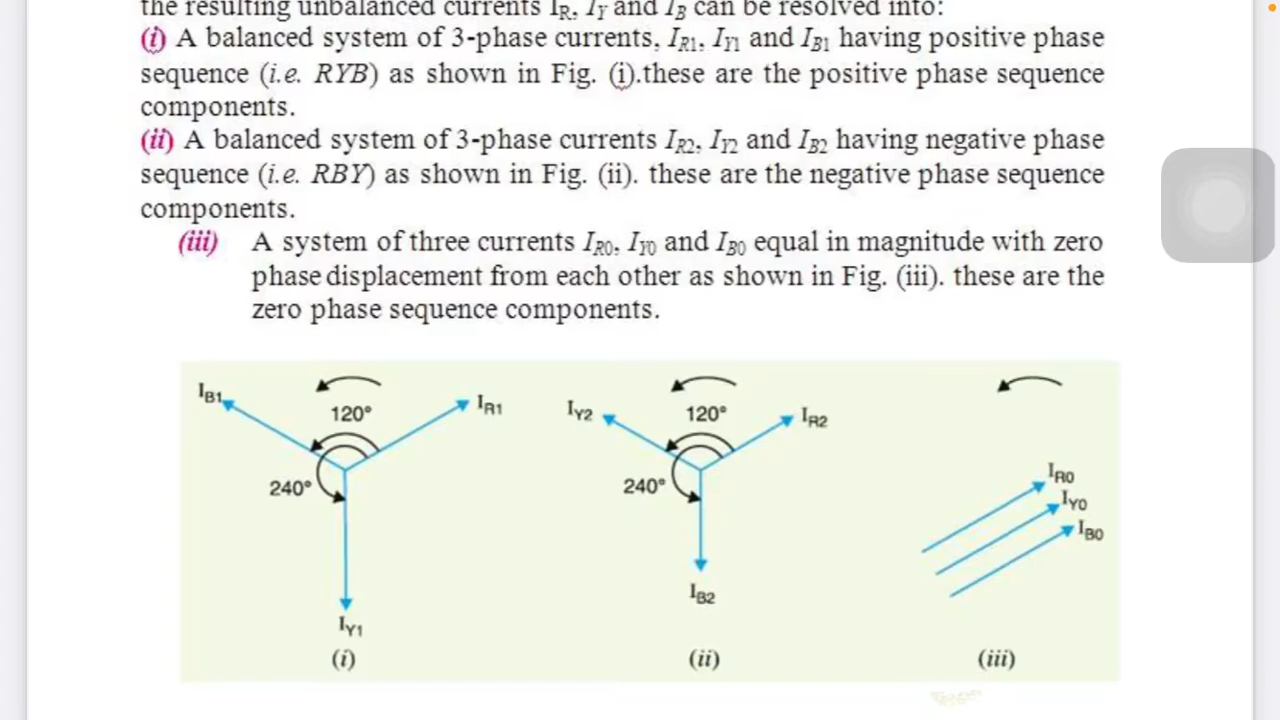 the resulting unbalanced currents IR, IY and IB can be resolved into:
(i) A balanced system of 3-phase currents, IR1, IY1 and IB1 having positive phase
sequence (i.e. RYB) as shown in Fig. (i).these are the positive phase sequence
components.
(ii) A balanced system of 3-phase currents IR2, IY2 and IB2 having negative phase
sequence (i.e. RBY) as shown in Fig. (ii). these are the negative phase sequence
components.
(iii) A system of three currents IR0, IY0 and IB0 equal in magnitude with zero
phase displacement from each other as shown in Fig. (iii). these are the
zero phase sequence components.
IB1
120°
IR1
240°
IY1
(i)
IY2
120°
IR2
240°
IB2
(ii)
IR0
IY0
IB0
(iii)